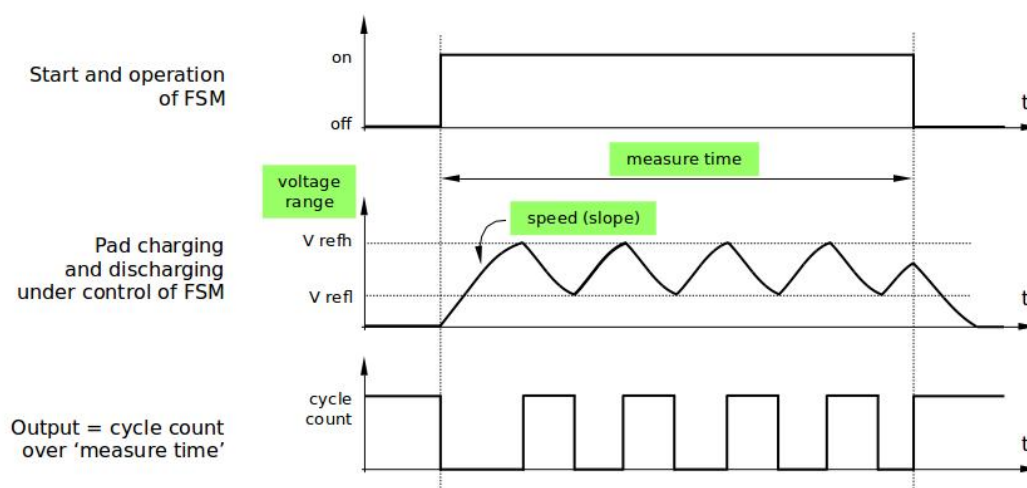 Start and operation
of FSM
on
off
t
measure time
voltage
range
speed (slope)
V refh
Pad charging
and discharging
under control of FSM
V refl
t
cycle
count
Output = cycle count
over ‘measure time’
t